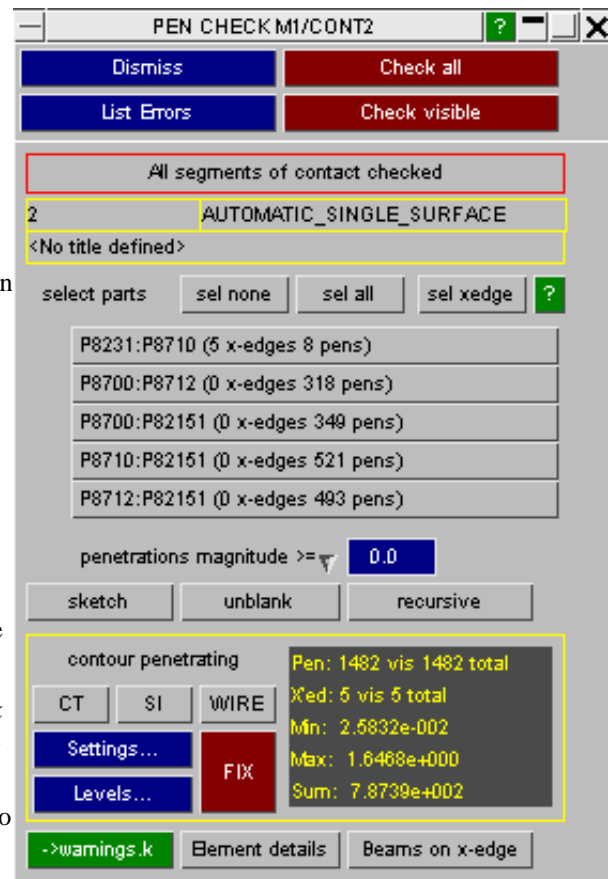 PEN CHECK M1/CONT2 ?
Dismiss Check all
List Errors Check visible
All segments of contact checked
2 AUTOMATIC_SINGLE_SURFACE
<No title defined>
n
select parts sel none sel all sel xedge ?
P8231:P8710 (5 x-edges 8 pens)
P8700:P8712 (0 x-edges 318 pens)
P8700:P82151 (0 x-edges 349 pens)
P8710:P82151 (0 x-edges 521 pens)
P8712:P82151 (0 x-edges 493 pens)
penetrations magnitude >= 0.0
sketch unblank recursive
e
contour penetrating
CT SI WIRE
Settings...
Levels...
FIX
Pen: 1482 vis 1482 total
X'ed: 5 vis 5 total
Min: 2.5832e-002
Max: 1.6468e+000
Sum: 7.8739e+002
o
->warnings.k Element details Beams on x-edge